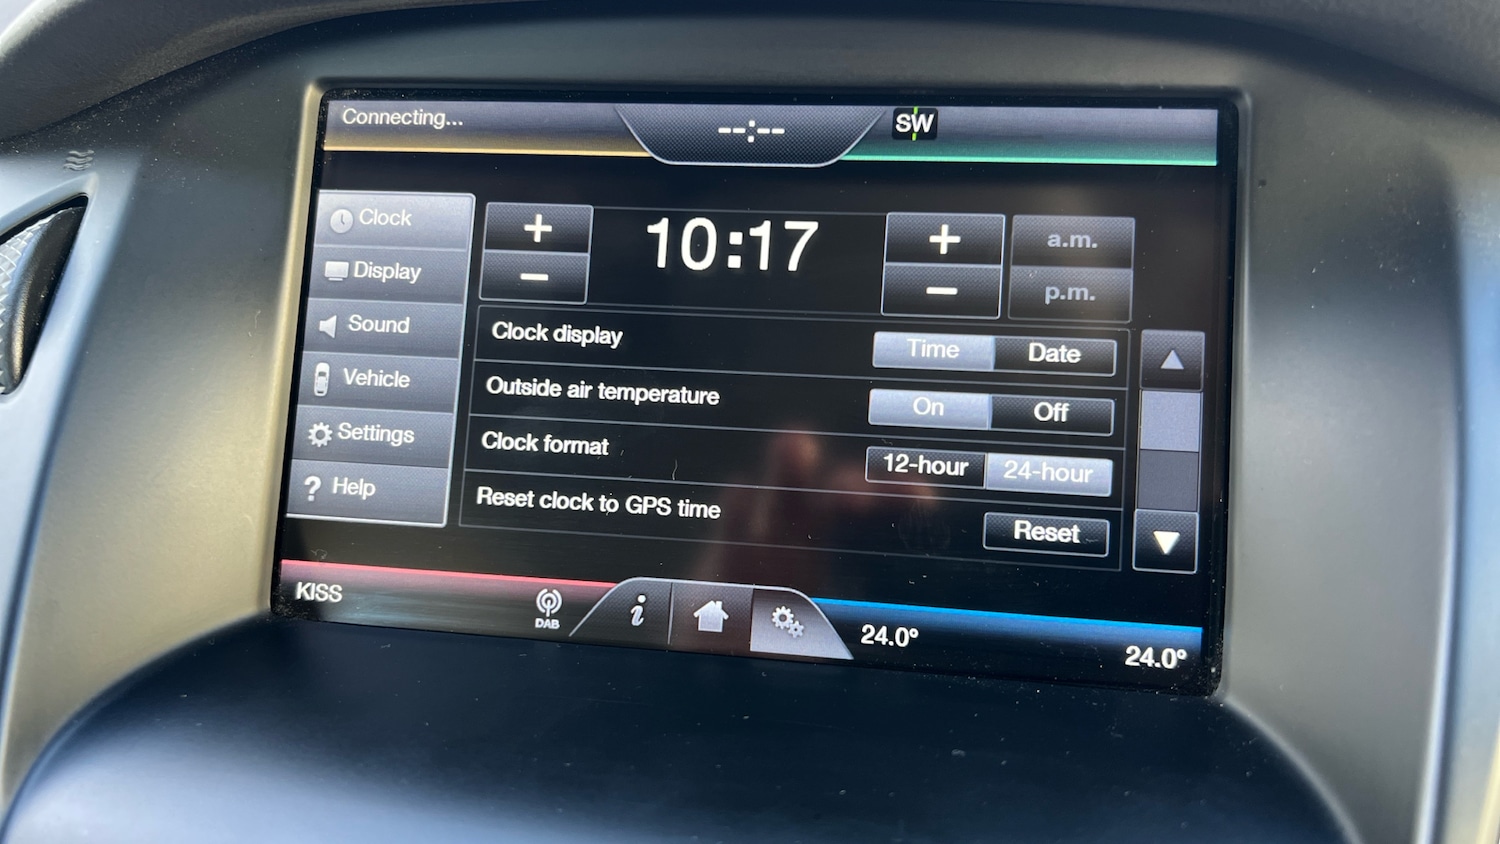 Connecting...
--:--
SW
Clock
Display
Sound
Vehicle
Settings
? Help
+
−
10:17
+
−
a.m.
p.m.
Clock display
Time
Date
Outside air temperature
On
Off
Clock format
12-hour
24-hour
Reset clock to GPS time
Reset
KISS
DAB
i
24.0°
24.0°